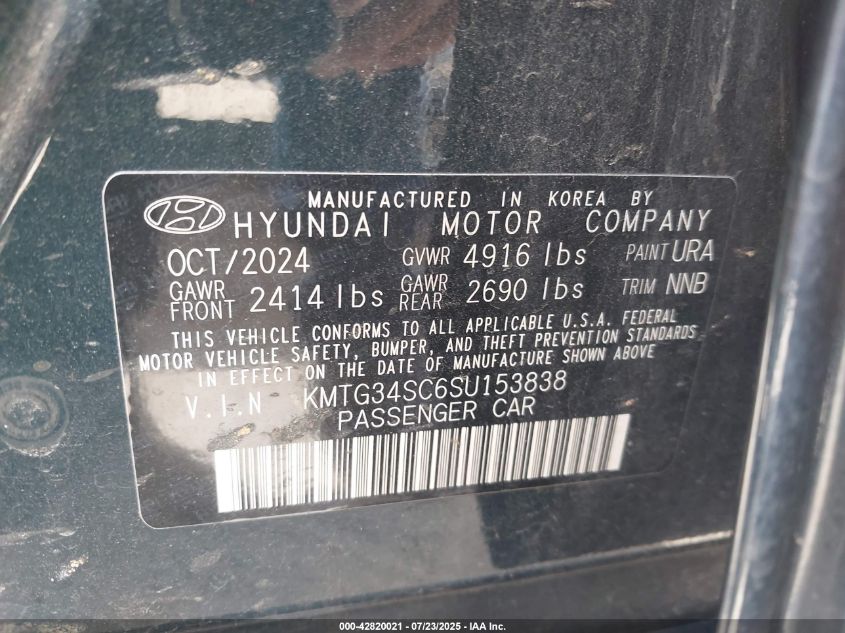 MANUFACTURED IN KOREA BY
HYUNDAI MOTOR COMPANY
OCT/2024 GVWR 4916 lbs PAINT URA
GAWR FRONT 2414 lbs GAWR REAR 2690 lbs TRIM NNB
THIS VEHICLE CONFORMS TO ALL APPLICABLE U.S.A. FEDERAL
MOTOR VEHICLE SAFETY, BUMPER, AND THEFT PREVENTION STANDARDS
IN EFFECT ON THE DATE OF MANUFACTURE SHOWN ABOVE
V.I.N KMTG34SC6SU153838
PASSENGER CAR
000-42820021 - 07/23/2025 - IAA Inc.